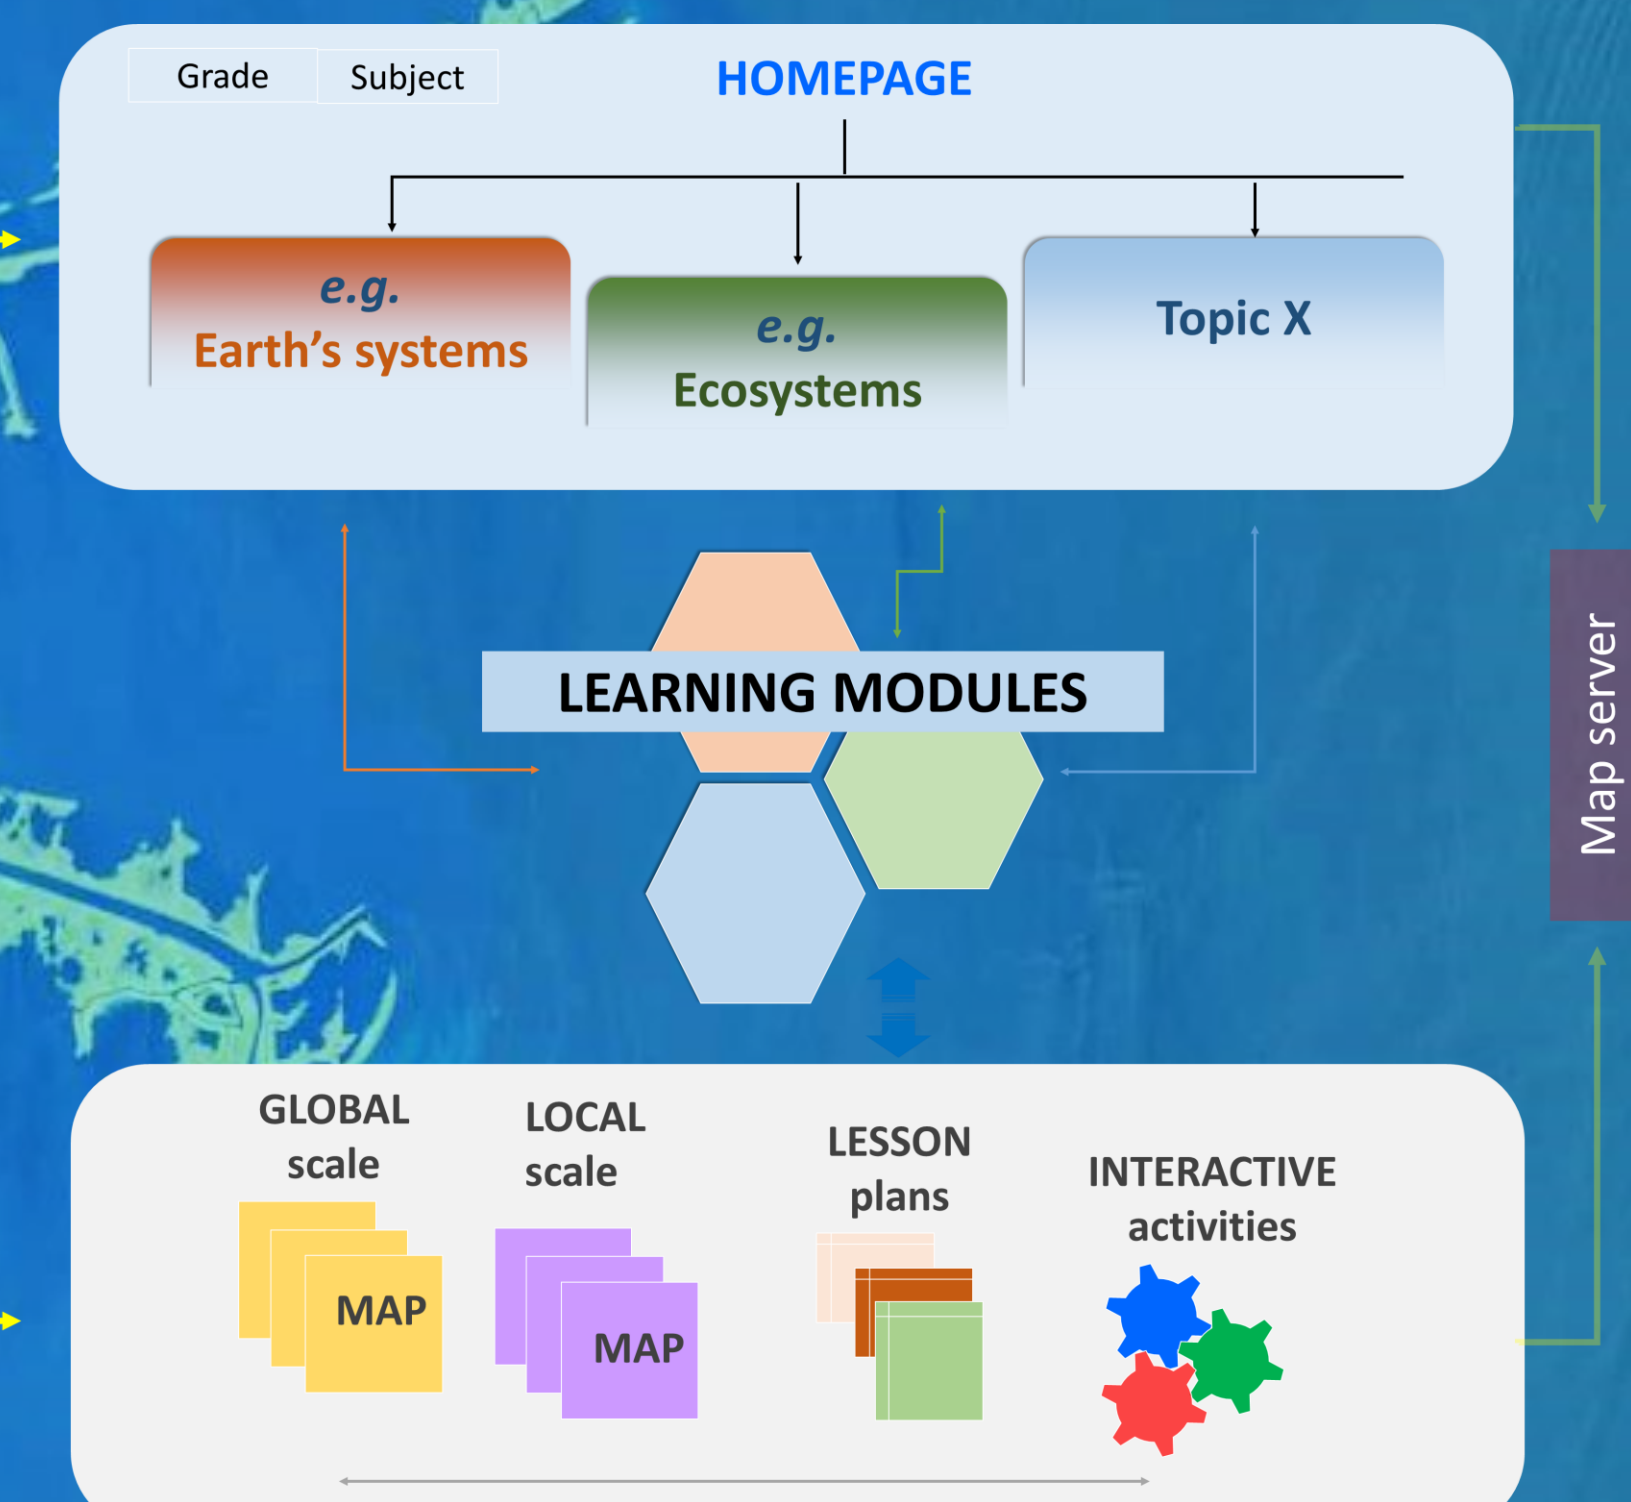 Grade
Subject
HOMEPAGE
e.g.
Earth's systems
e.g.
Ecosystems
Topic X
LEARNING MODULES
Map server
GLOBAL
scale
MAP
LOCAL
scale
MAP
LESSON
plans
INTERACTIVE
activities